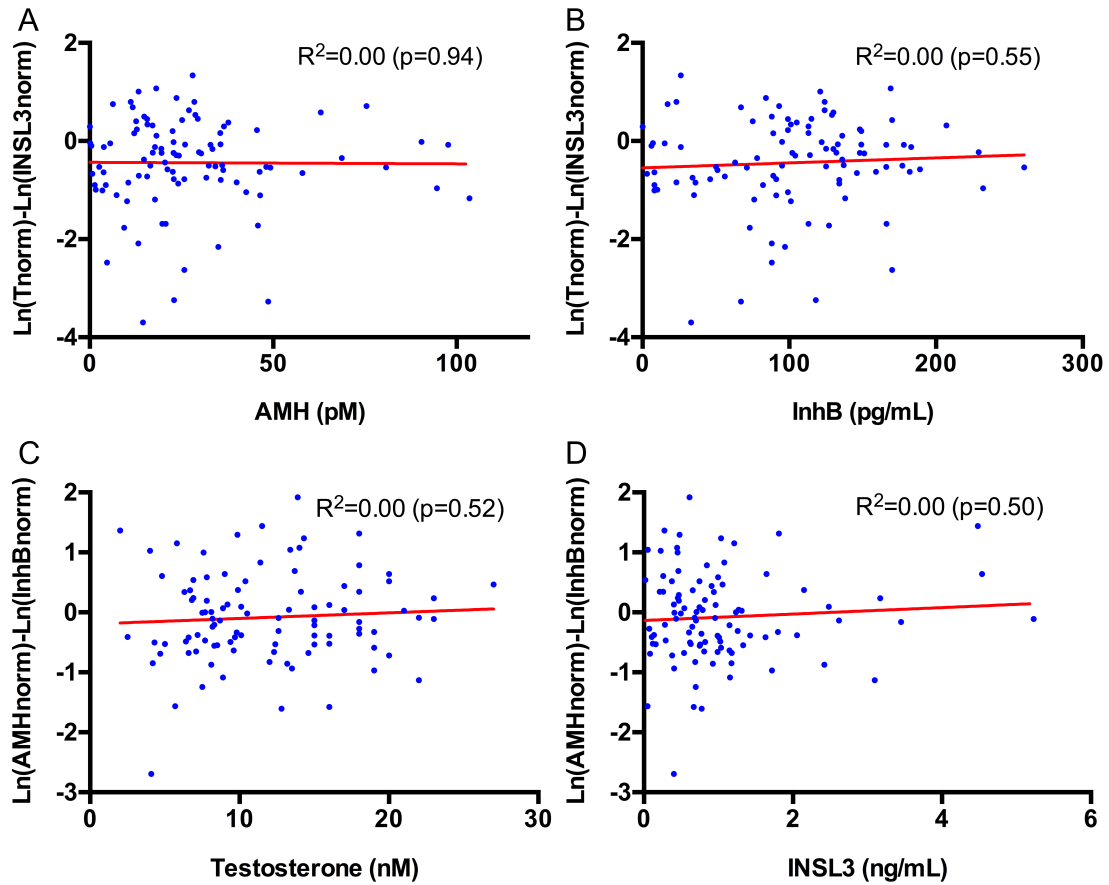 A
Ln(Tnorm)-Ln(INSL3norm)
R2=0.00 (p=0.94)
2
0
-2
-4
0
50
100
AMH (pM)
B
Ln(Tnorm)-Ln(INSL3norm)
R2=0.00 (p=0.55)
2
0
-2
-4
0
100
200
300
InhB (pg/mL)
C
Ln(AMHnorm)-Ln(InhBnorm)
R2=0.00 (p=0.52)
2
1
0
-1
-2
-3
0
10
20
30
Testosterone (nM)
D
Ln(AMHnorm)-Ln(InhBnorm)
R2=0.00 (p=0.50)
2
1
0
-1
-2
-3
0
2
4
6
INSL3 (ng/mL)